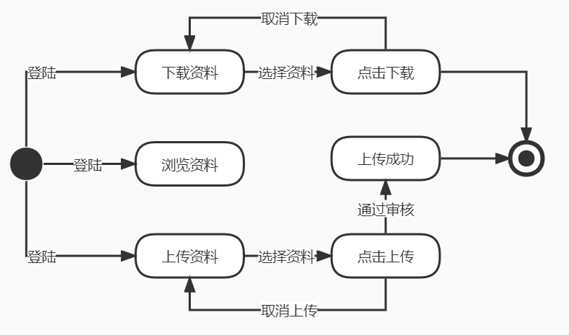 取消下载
登陆
下载资料
选择资料
点击下载
登陆
浏览资料
上传成功
通过审核
登陆
上传资料
选择资料
点击上传
取消上传